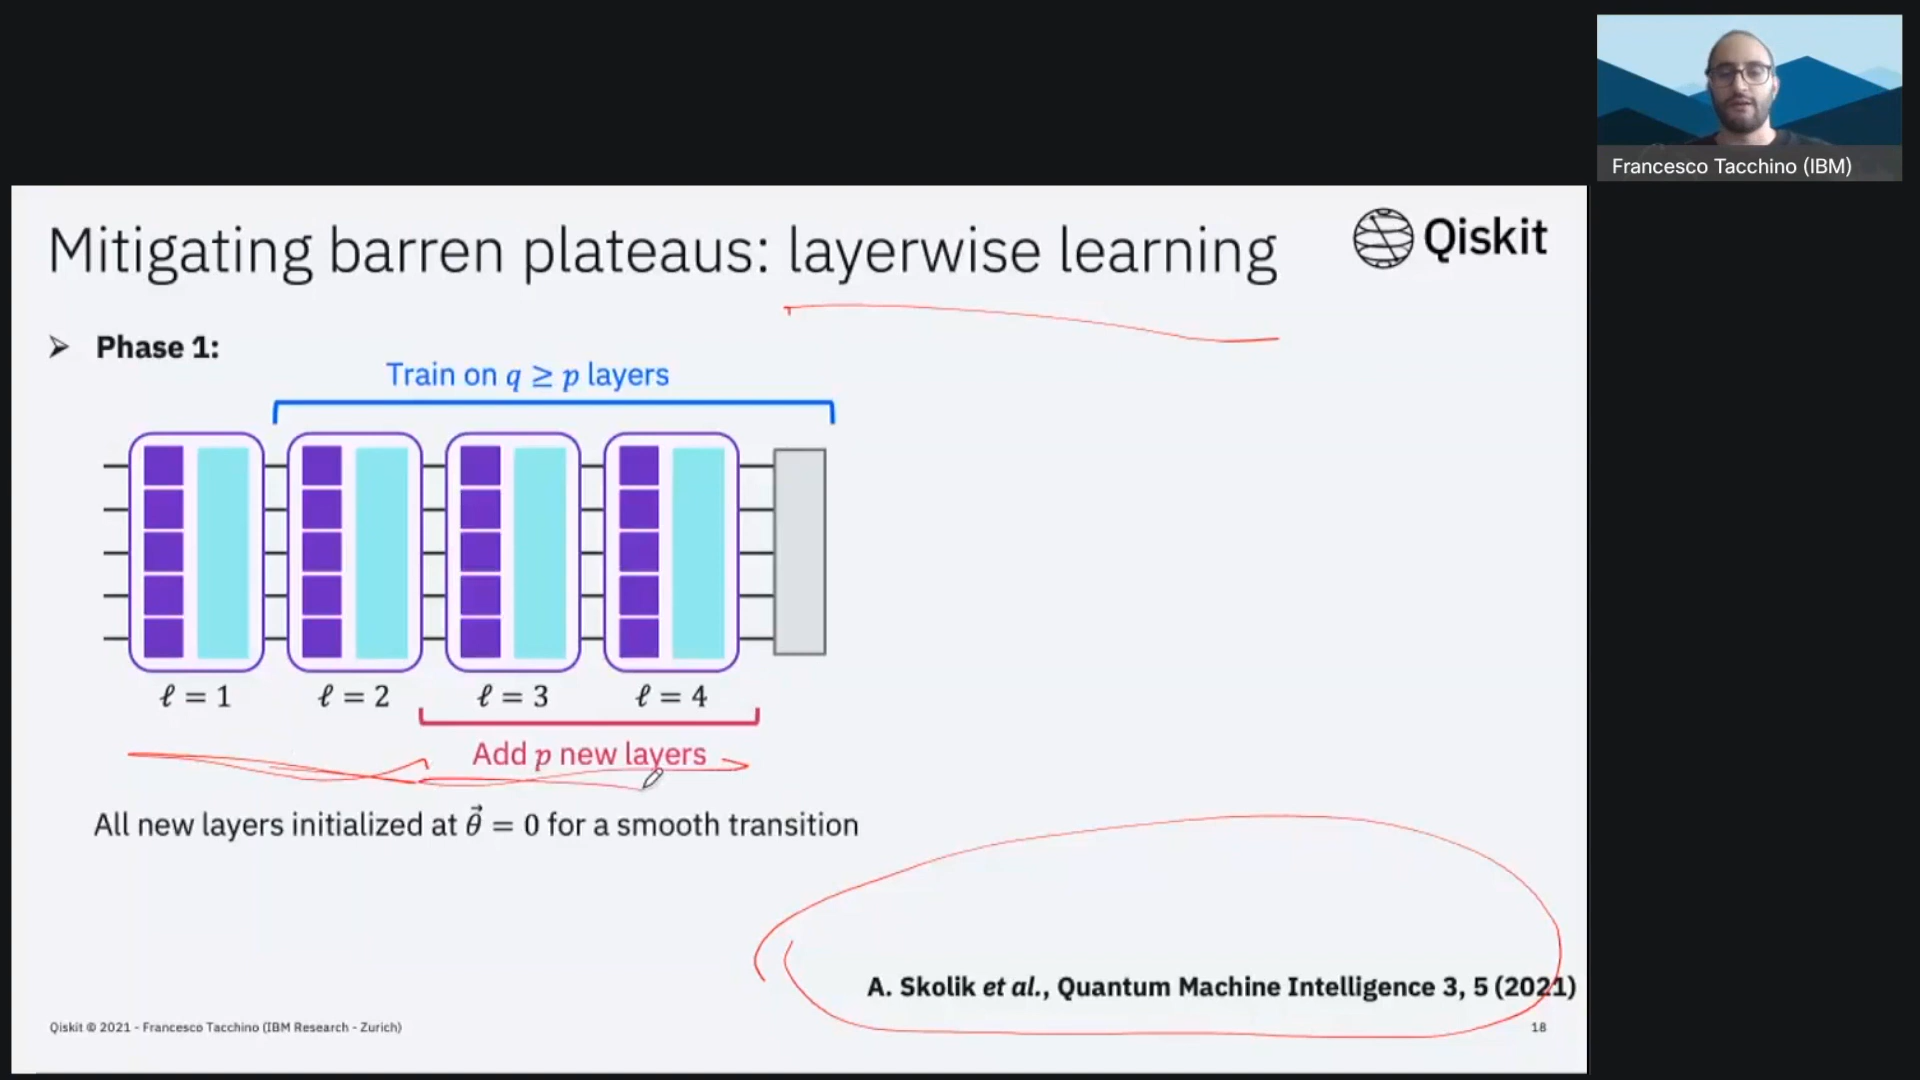 Francesco Tacchino (IBM)
Mitigating barren plateaus: layerwise learning
Qiskit
➢ Phase 1:
Train on q ≥ p layers
ℓ = 1 ℓ = 2 ℓ = 3 ℓ = 4
Add p new layers
All new layers initialized at θ⃗ = 0 for a smooth transition
A. Skolik et al., Quantum Machine Intelligence 3, 5 (2021)
Qiskit © 2021 - Francesco Tacchino (IBM Research - Zurich)
18